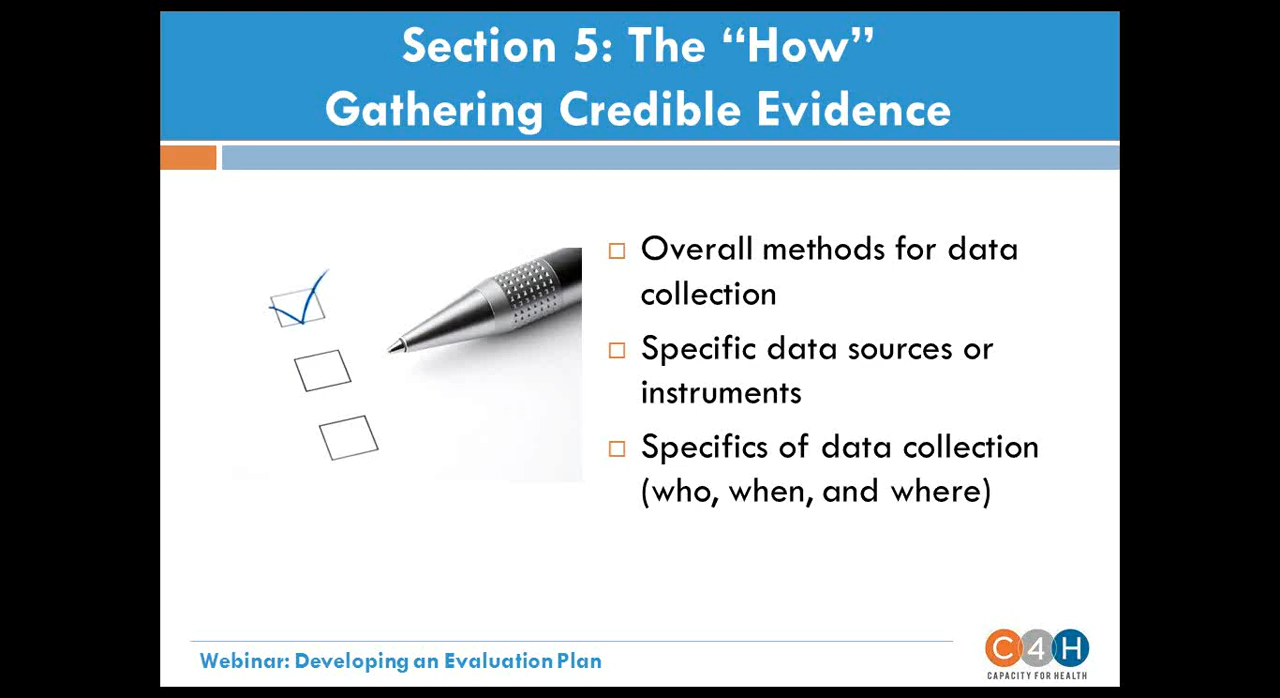 Section 5: The “How”
Gathering Credible Evidence
Overall methods for data
collection
Specific data sources or
instruments
Specifics of data collection
(who, when, and where)
Webinar: Developing an Evaluation Plan
C4H
CAPACITY FOR HEALTH